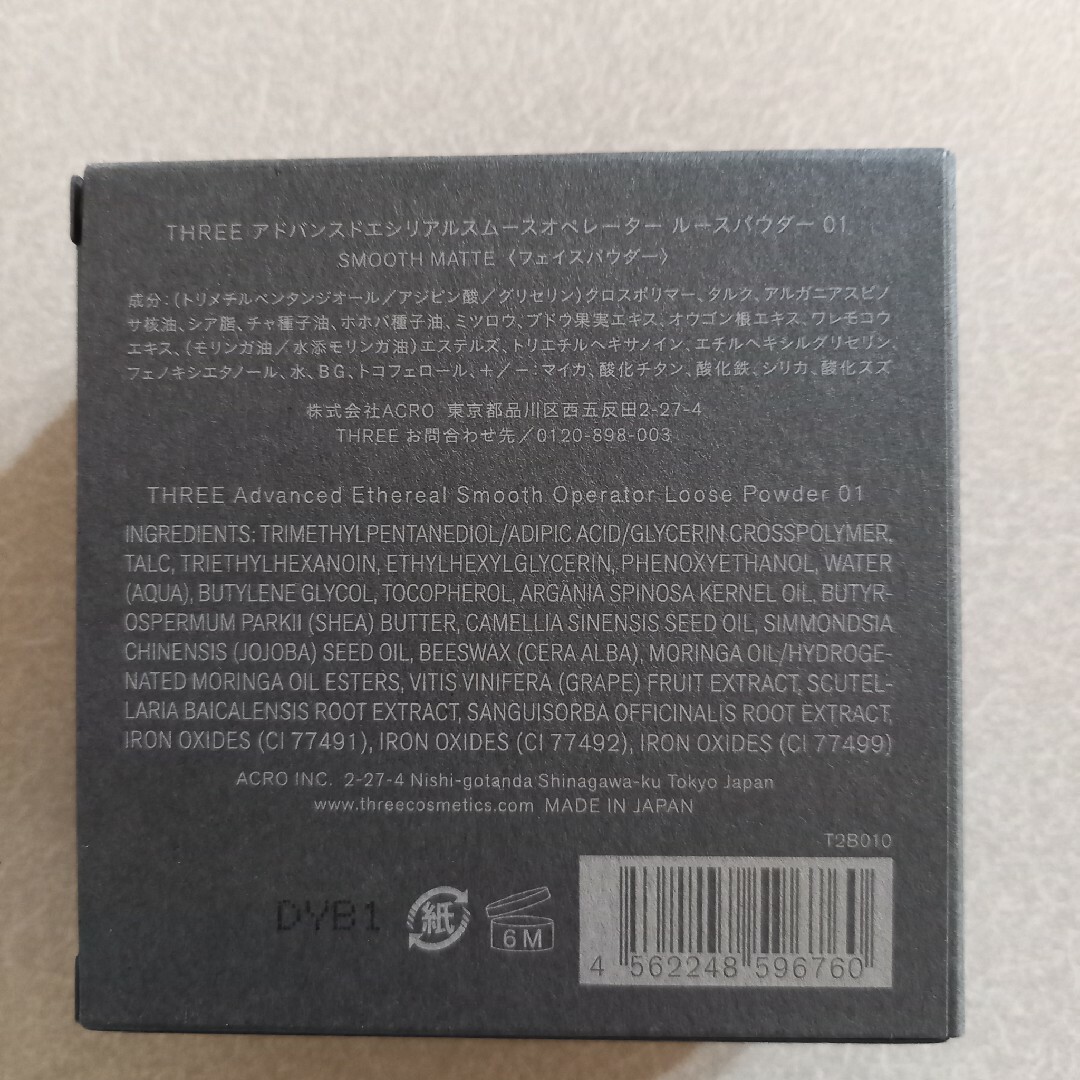 THREE アドバンスドエシリアルスムースオペレーター ルースパウダー 01
SMOOTH MATTE 〈フェイスパウダー〉
成分：(トリメチルペンタンジオール／アジピン酸／グリセリン)クロスポリマー、タルク、アルガニアスピノ
サ核油、シア脂、チャ種子油、ホホバ種子油、ミツロウ、ブドウ果実エキス、オウゴン根エキス、ワレモコウ
エキス、(モリンガ油／水添モリンガ油)エステルズ、トリエチルヘキサノイン、エチルヘキシルグリセリン、
フェノキシエタノール、水、BG、トコフェロール、＋／－：マイカ、酸化チタン、酸化鉄、シリカ、酸化スズ
株式会社ACRO 東京都品川区西五反田2-27-4
THREE お問合わせ先／0120-898-003
THREE Advanced Ethereal Smooth Operator Loose Powder 01
INGREDIENTS: TRIMETHYLPENTANEDIOL/ADIPIC ACID/GLYCERIN CROSSPOLYMER,
TALC, TRIETHYLHEXANOIN, ETHYLHEXYLGLYCERIN, PHENOXYETHANOL, WATER
(AQUA), BUTYLENE GLYCOL, TOCOPHEROL, ARGANIA SPINOSA KERNEL OIL, BUTYR-
OSPERMUM PARKII (SHEA) BUTTER, CAMELLIA SINENSIS SEED OIL, SIMMONDSIA
CHINENSIS (JOJOBA) SEED OIL, BEESWAX (CERA ALBA), MORINGA OIL/HYDROGE-
NATED MORINGA OIL ESTERS, VITIS VINIFERA (GRAPE) FRUIT EXTRACT, SCUTEL-
LARIA BAICALENSIS ROOT EXTRACT, SANGUISORBA OFFICINALIS ROOT EXTRACT,
IRON OXIDES (CI 77491), IRON OXIDES (CI 77492), IRON OXIDES (CI 77499)
ACRO INC. 2-27-4 Nishi-gotanda Shinagawa-ku Tokyo Japan
www.threecosmetics.com MADE IN JAPAN
T2B010
DYB1
紙
6M
4 562248 596760